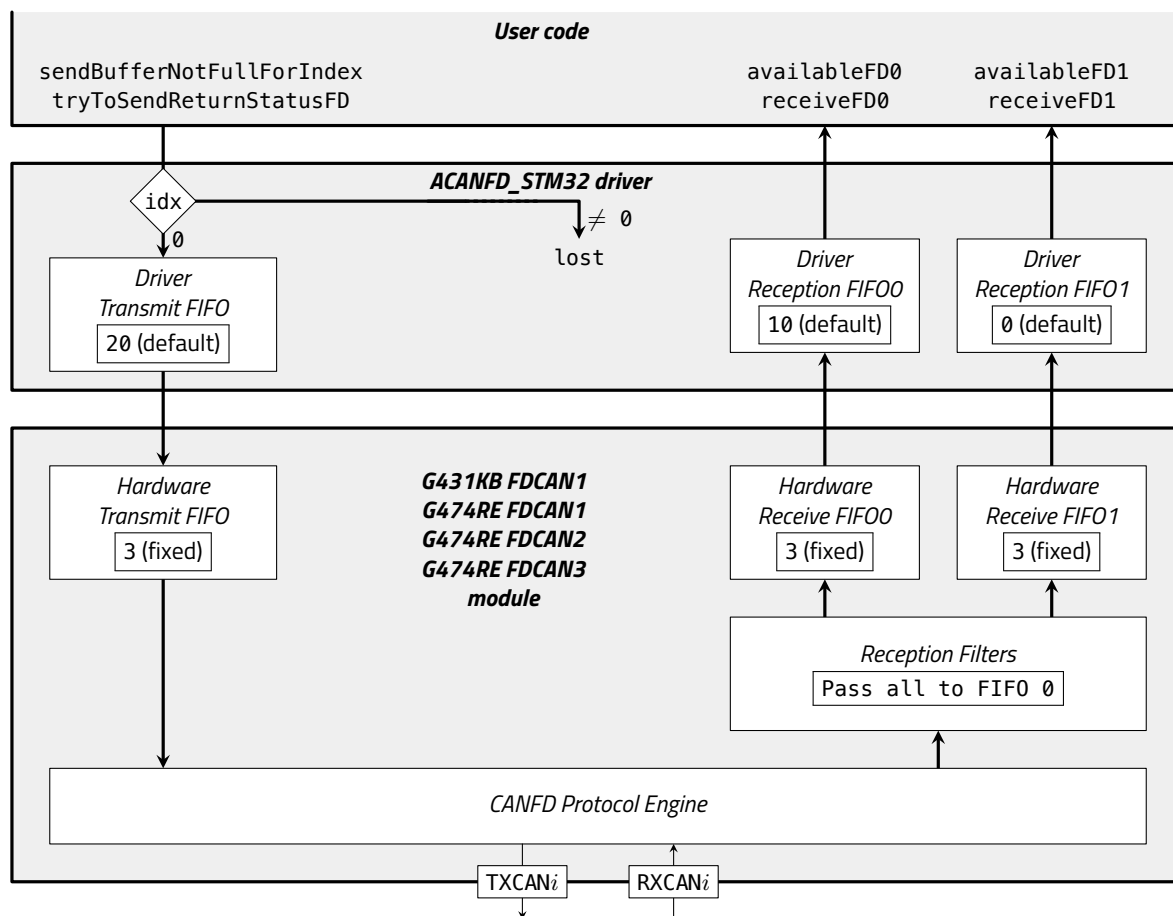 User code
sendBufferNotFullForIndex
tryToSendReturnStatusFD
availableFD0
receiveFD0
availableFD1
receiveFD1
ACANFD_STM32 driver
idx
≠ 0
0
lost
Driver
Transmit FIFO
20 (default)
Driver
Reception FIFO0
10 (default)
Driver
Reception FIFO1
0 (default)
Hardware
Transmit FIFO
3 (fixed)
G431KB FDCAN1
G474RE FDCAN1
G474RE FDCAN2
G474RE FDCAN3
module
Hardware
Receive FIFO0
3 (fixed)
Hardware
Receive FIFO1
3 (fixed)
Reception Filters
Pass all to FIFO 0
CANFD Protocol Engine
TXCANi
RXCANi